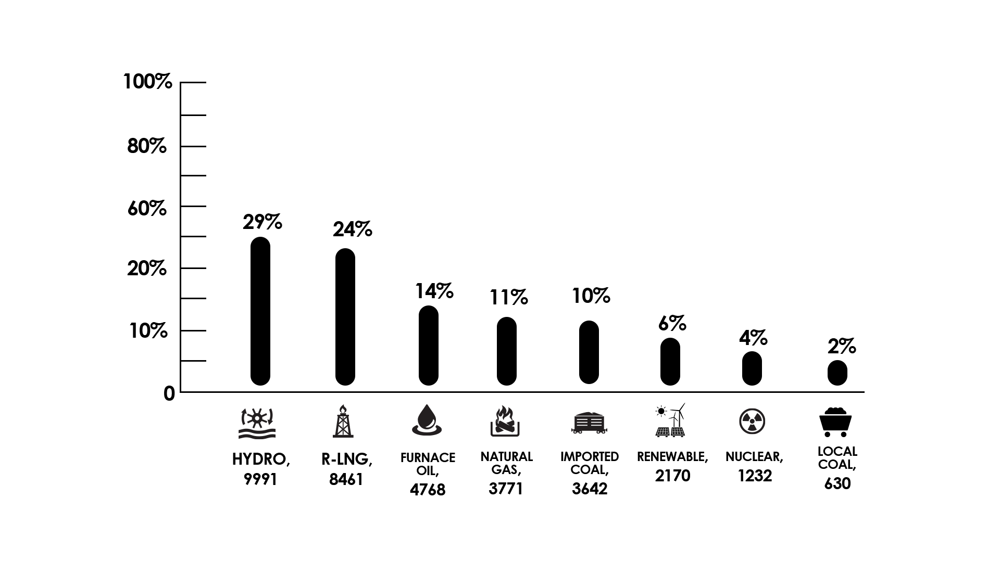 100%
80%
60%
20%
10%
0
29%
24%
14%
11%
10%
6%
4%
2%
HYDRO,
9991
R-LNG,
8461
FURNACE
OIL,
4768
NATURAL
GAS,
3771
IMPORTED
COAL,
3642
RENEWABLE,
2170
NUCLEAR,
1232
LOCAL
COAL,
630